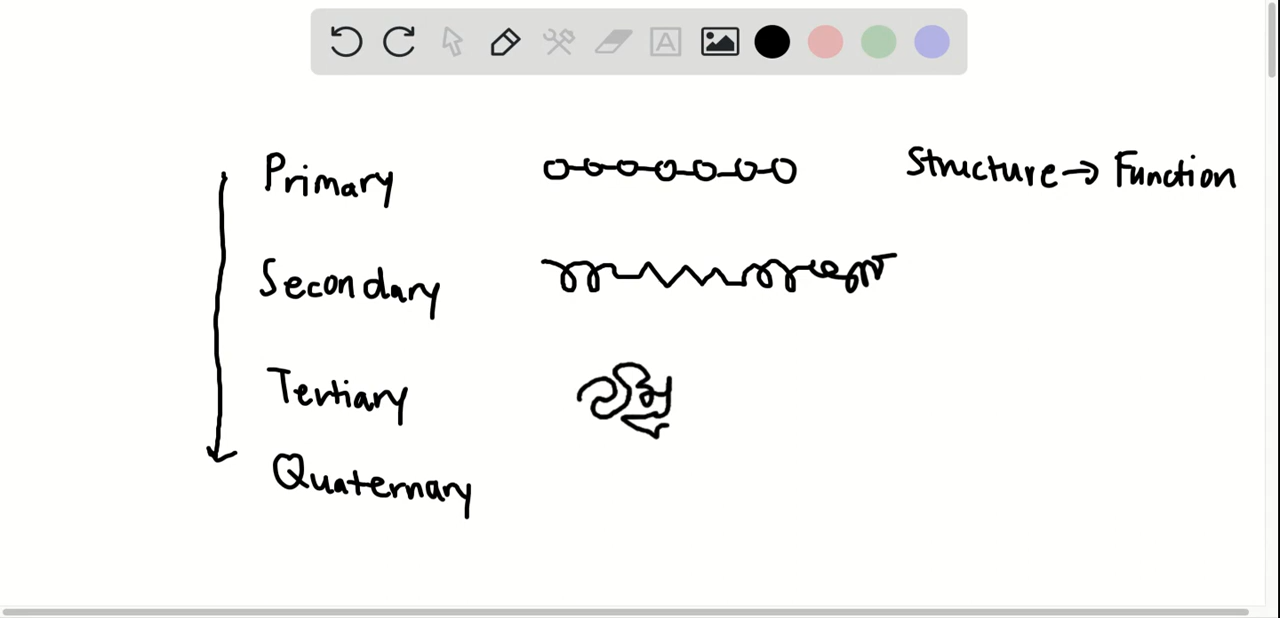 Primary
Structure → Function
Secondary
Tertiary
Quaternary